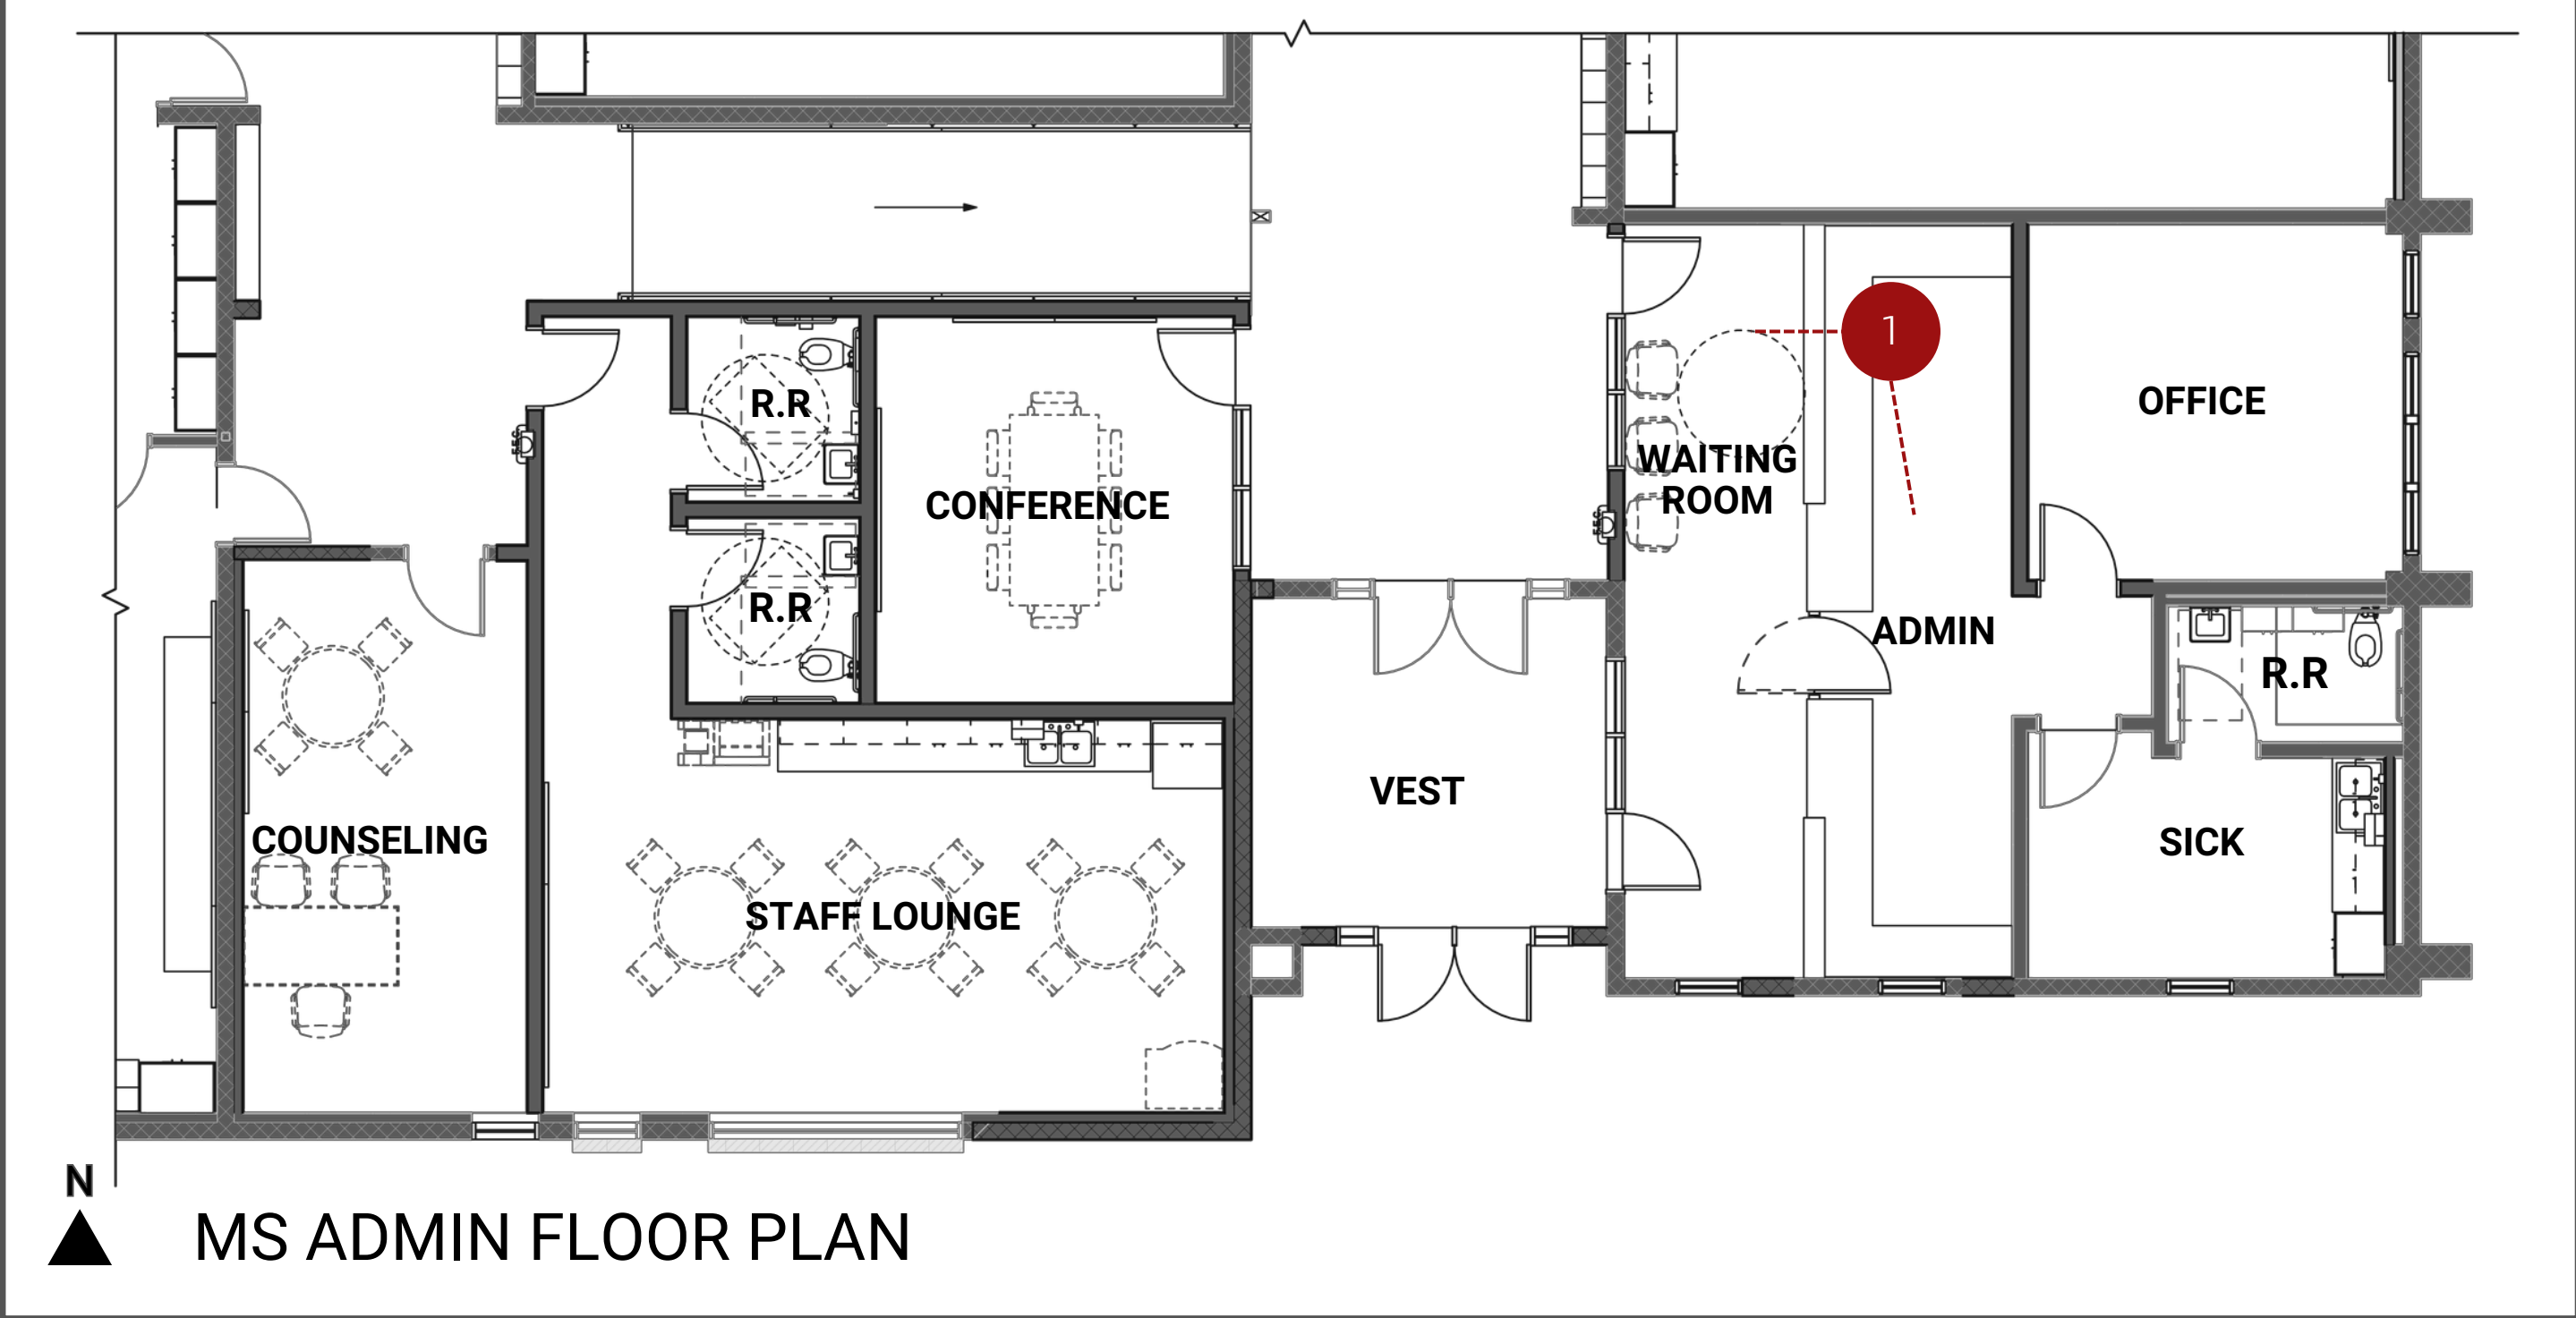 1
R.R
OFFICE
WAITING
ROOM
F.E.C
CONFERENCE
F.E.C
R.R
ADMIN
R.R
VEST
COUNSELING
SICK
STAFF LOUNGE
N
MS ADMIN FLOOR PLAN